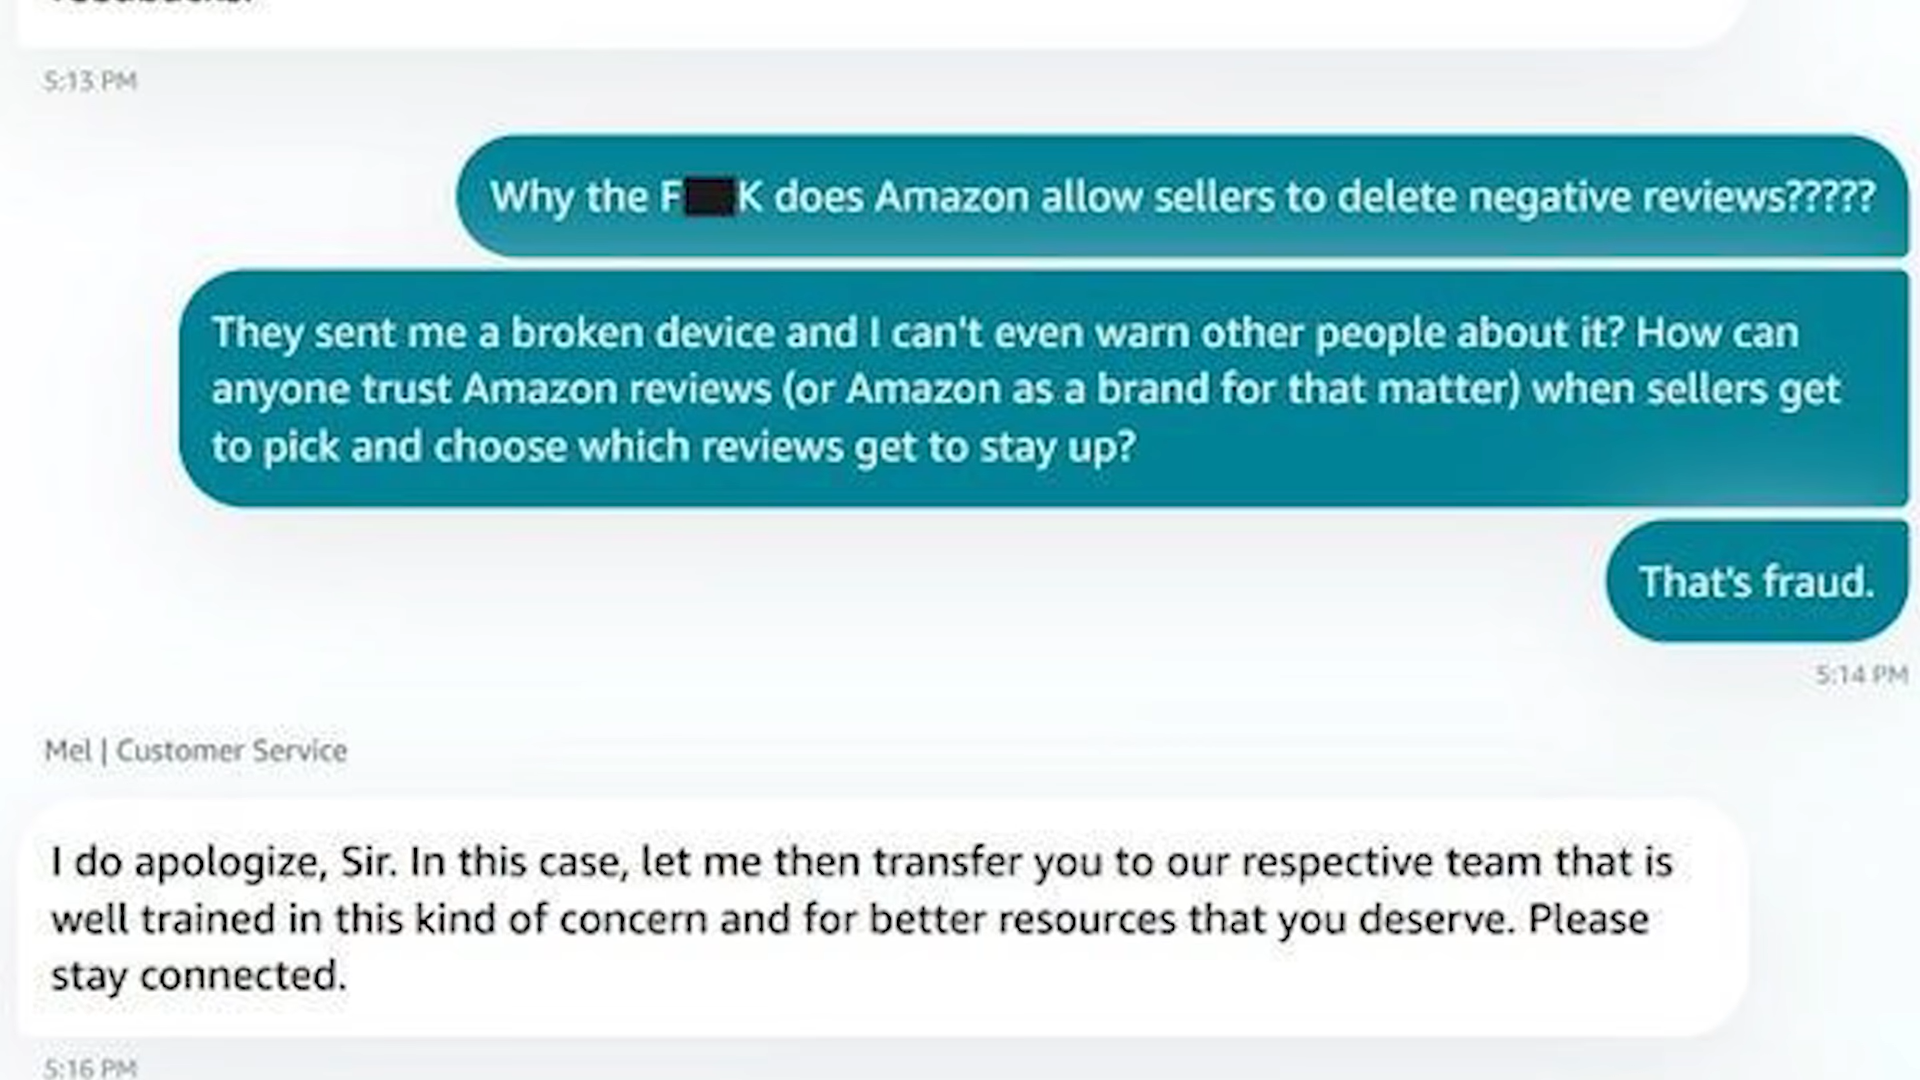 5:13 PM
Why the F K does Amazon allow sellers to delete negative reviews?????
They sent me a broken device and I can't even warn other people about it? How can
anyone trust Amazon reviews (or Amazon as a brand for that matter) when sellers get
to pick and choose which reviews get to stay up?
That's fraud.
5:14 PM
Mel | Customer Service
I do apologize, Sir. In this case, let me then transfer you to our respective team that is
well trained in this kind of concern and for better resources that you deserve. Please
stay connected.
5:16 PM